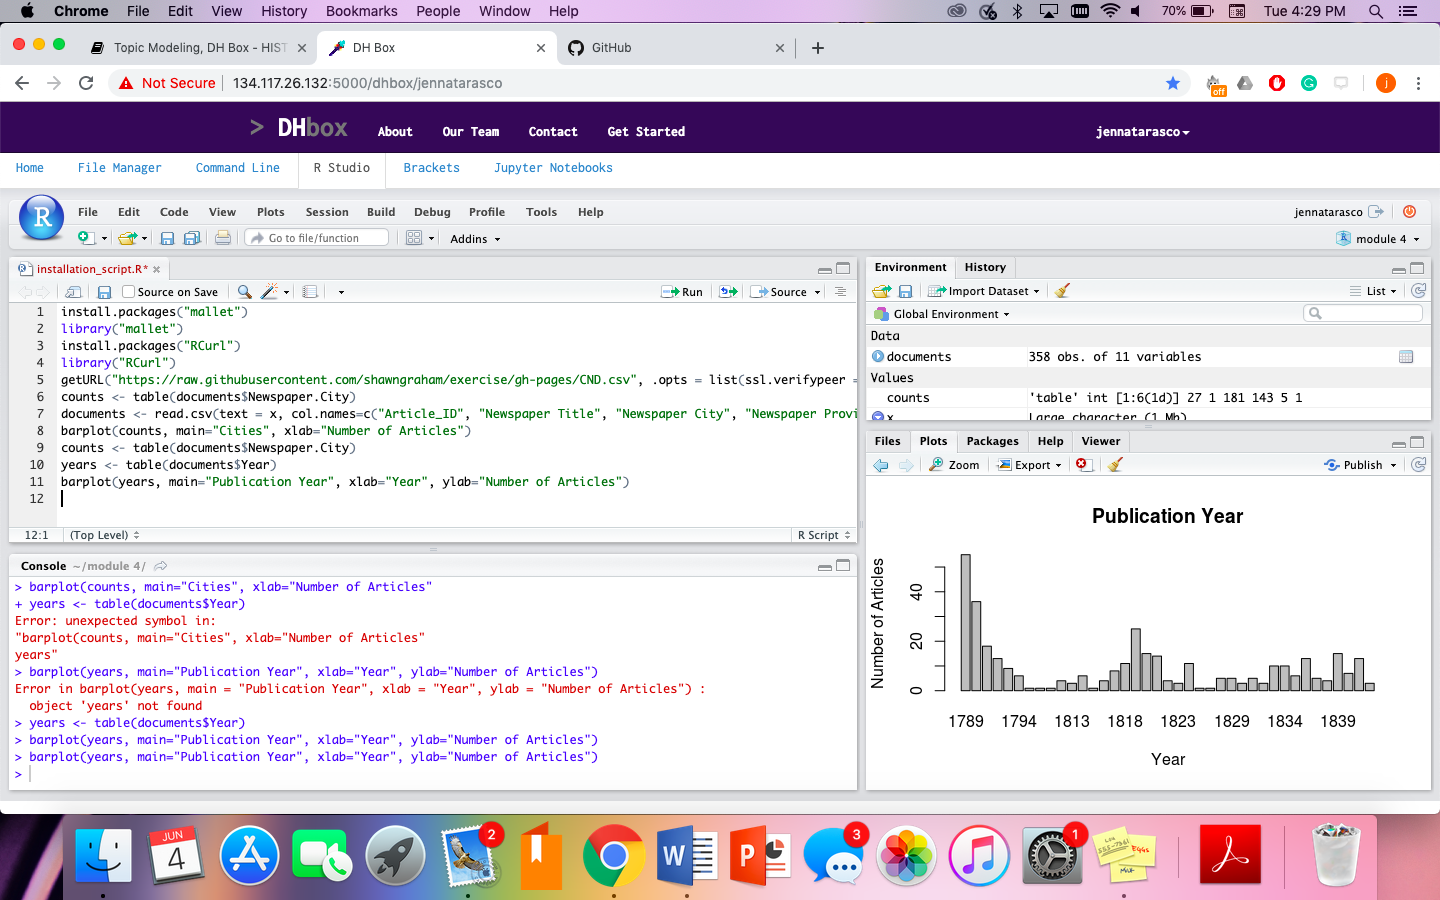 Chrome File Edit View History Bookmarks People Window Help 70% Tue 4:29 PM
Topic Modeling, DH Box - HIST DH Box GitHub
Not Secure 134.117.26.132:5000/dhbox/jennatarasco off j
> DHbox About Our Team Contact Get Started jennatarasco
Home File Manager Command Line R Studio Brackets Jupyter Notebooks
R File Edit Code View Plots Session Build Debug Profile Tools Help jennatarasco
Go to file/function Addins module 4
installation_script.R*
Source on Save Run Source
1 install.packages("mallet")
2 library("mallet")
3 install.packages("RCurl")
4 library("RCurl")
5 getURL("https://raw.githubusercontent.com/shawngraham/exercise/gh-pages/CND.csv", .opts = list(ssl.verifypeer =
6 counts <- table(documents$Newspaper.City)
7 documents <- read.csv(text = x, col.names=c("Article_ID", "Newspaper Title", "Newspaper City", "Newspaper Provi
8 barplot(counts, main="Cities", xlab="Number of Articles")
9 counts <- table(documents$Newspaper.City)
10 years <- table(documents$Year)
11 barplot(years, main="Publication Year", xlab="Year", ylab="Number of Articles")
12
12:1 (Top Level) R Script
Console ~/module 4/
> barplot(counts, main="Cities", xlab="Number of Articles"
+ years <- table(documents$Year)
Error: unexpected symbol in:
"barplot(counts, main="Cities", xlab="Number of Articles"
years"
> barplot(years, main="Publication Year", xlab="Year", ylab="Number of Articles")
Error in barplot(years, main = "Publication Year", xlab = "Year", ylab = "Number of Articles") :
object 'years' not found
> years <- table(documents$Year)
> barplot(years, main="Publication Year", xlab="Year", ylab="Number of Articles")
> barplot(years, main="Publication Year", xlab="Year", ylab="Number of Articles")
>
Environment History
Import Dataset List
Global Environment
Data
documents 358 obs. of 11 variables
Values
counts 'table' int [1:6(1d)] 27 1 181 143 5 1
x Large character (1 Mb)
Files Plots Packages Help Viewer
Zoom Export Publish
Publication Year
Number of Articles
40
20
0
1789 1794 1813 1818 1823 1829 1834 1839
Year
JUN
4
2
W
P
3
1
EGGS
MILK